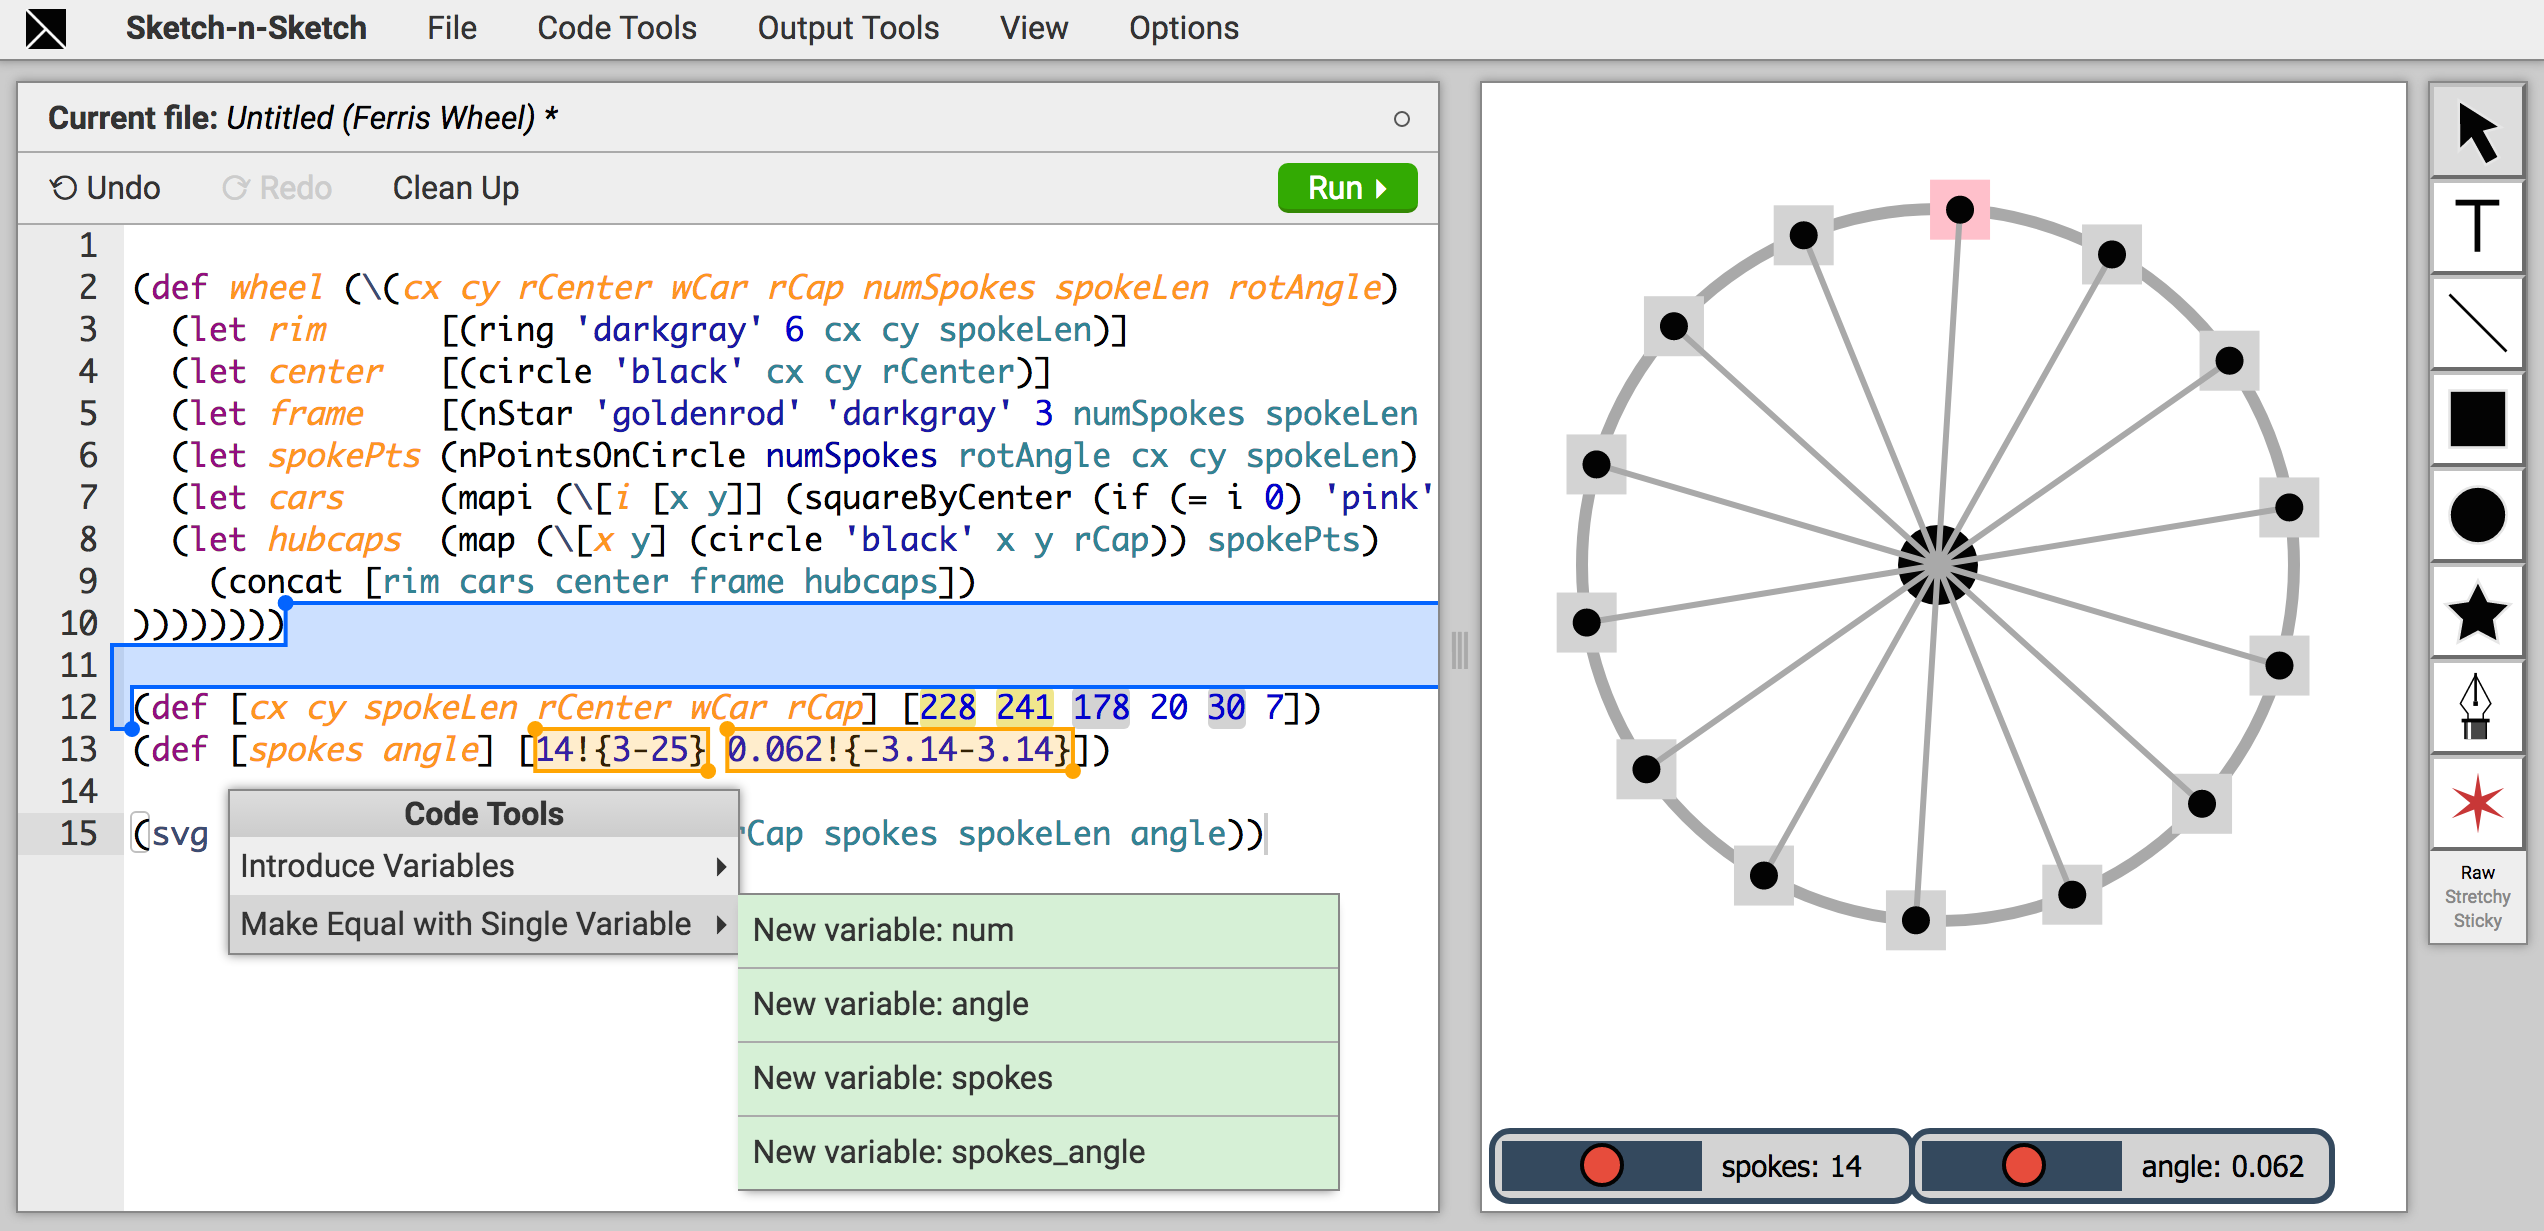 Sketch-n-Sketch File Code Tools Output Tools View Options
Current file: Untitled (Ferris Wheel) *
Undo Redo Clean Up Run
1
2 (def wheel (\(cx cy rCenter wCar rCap numSpokes spokeLen rotAngle)
3 (let rim [(ring 'darkgray' 6 cx cy spokeLen)]
4 (let center [(circle 'black' cx cy rCenter)]
5 (let frame [(nStar 'goldenrod' 'darkgray' 3 numSpokes spokeLen
6 (let spokePts (nPointsOnCircle numSpokes rotAngle cx cy spokeLen)
7 (let cars (mapi (\[i [x y]] (squareByCenter (if (= i 0) 'pink'
8 (let hubcaps (map (\[x y] (circle 'black' x y rCap)) spokePts)
9 (concat [rim cars center frame hubcaps])
10 ))))))))
11
12 (def [cx cy spokeLen rCenter wCar rCap] [228 241 178 20 30 7])
13 (def [spokes angle] [14!{3-25} 0.062!{-3.14-3.14}])
14
15 (svg rCap spokes spokeLen angle))
Code Tools
Introduce Variables
Make Equal with Single Variable
New variable: num
New variable: angle
New variable: spokes
New variable: spokes_angle
spokes: 14
angle: 0.062
T
Raw
Stretchy
Sticky